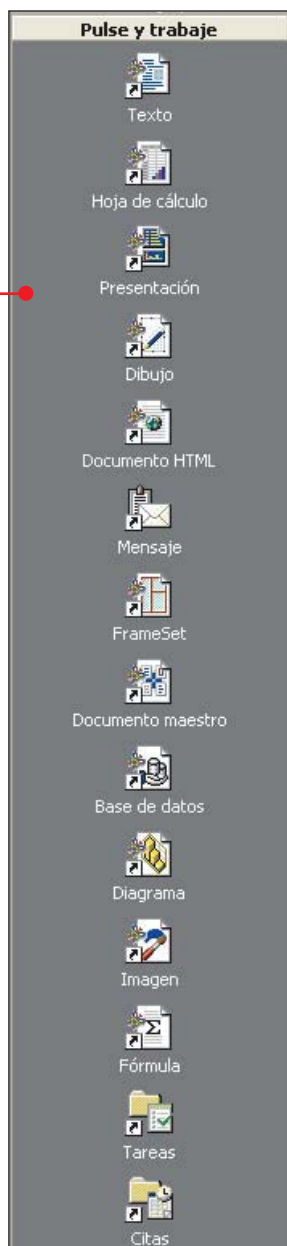 Pulse y trabaje
Texto
Hoja de cálculo
Presentación
Dibujo
Documento HTML
Mensaje
FrameSet
Documento maestro
Base de datos
Diagrama
Imagen
Fórmula
Tareas
Citas